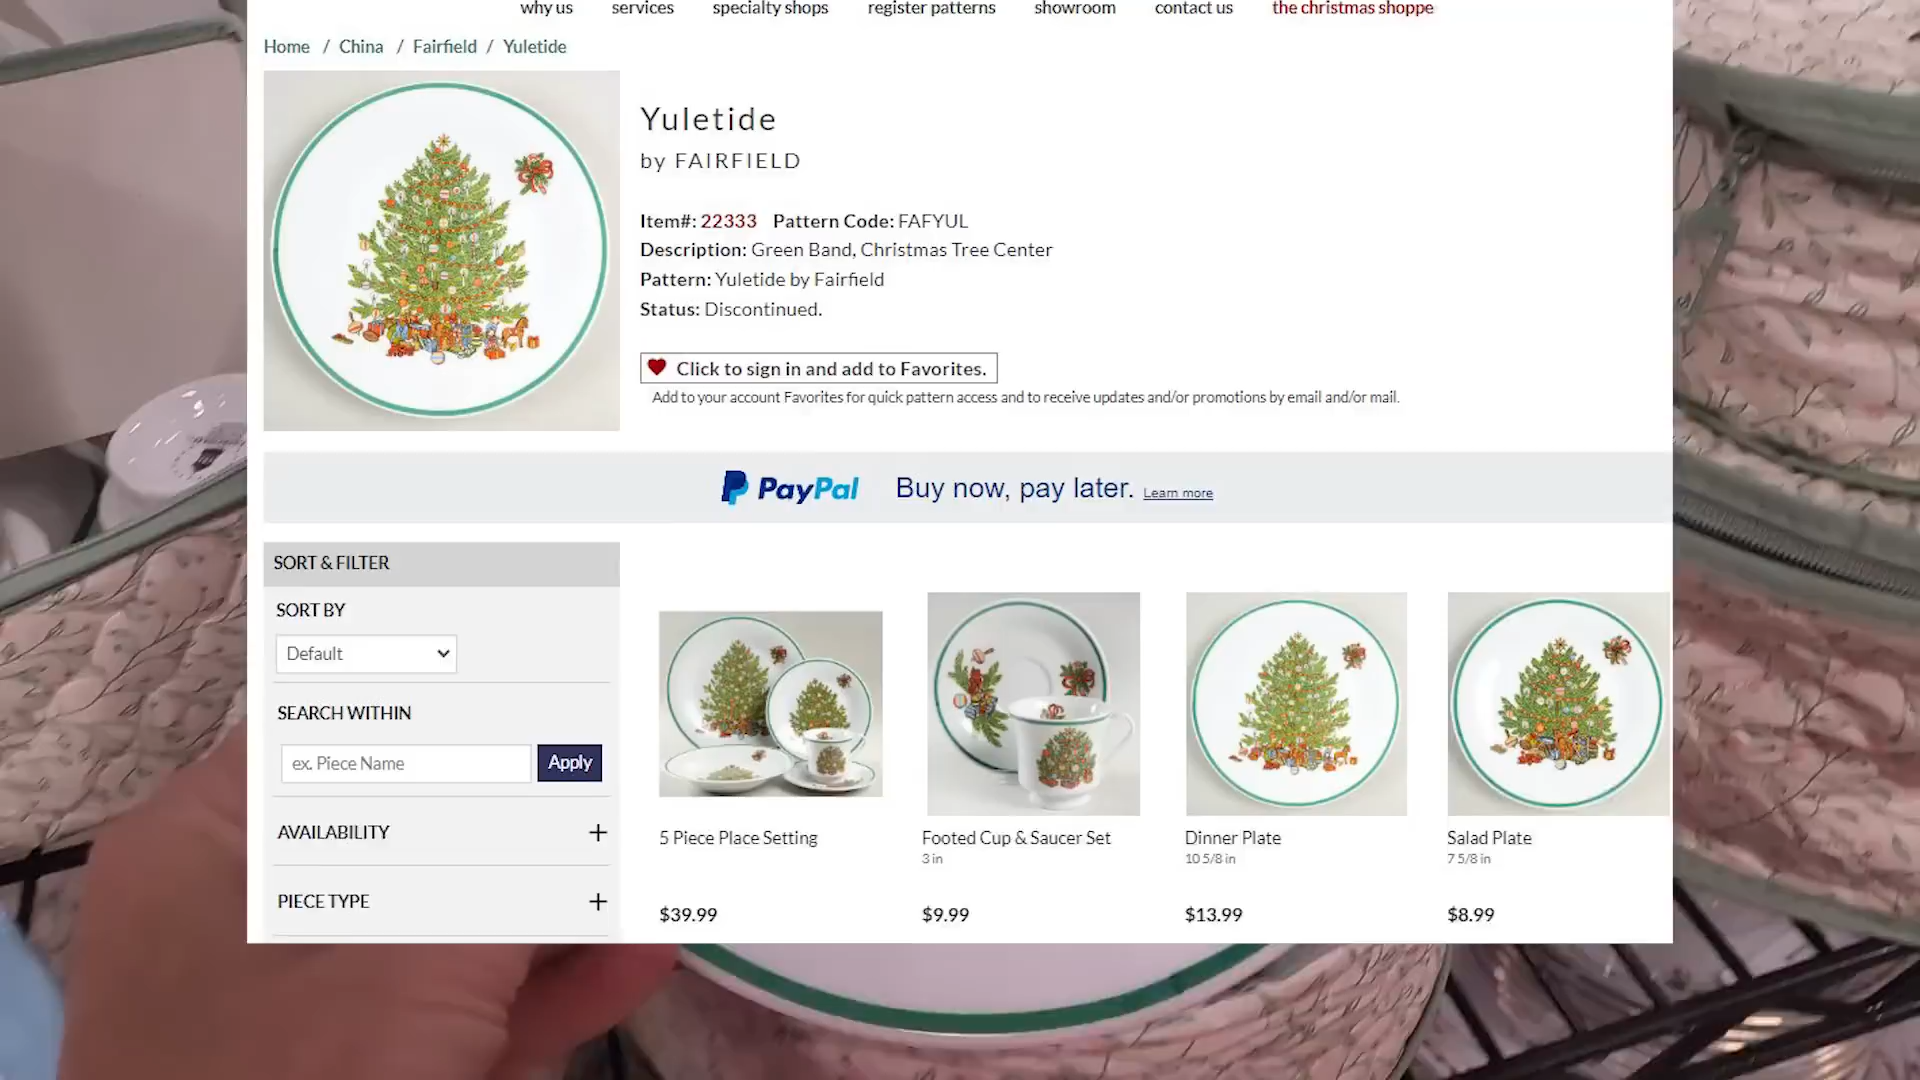 why us services specialty shops register patterns showroom contact us the christmas shoppe
Home / China / Fairfield / Yuletide
Yuletide
by FAIRFIELD
Item#: 22333 Pattern Code: FAFYUL
Description: Green Band, Christmas Tree Center
Pattern: Yuletide by Fairfield
Status: Discontinued.
Click to sign in and add to Favorites.
Add to your account Favorites for quick pattern access and to receive updates and/or promotions by email and/or mail.
PayPal Buy now, pay later. Learn more
SORT & FILTER
SORT BY
Default
SEARCH WITHIN
ex. Piece Name Apply
AVAILABILITY +
PIECE TYPE +
5 Piece Place Setting
$39.99
Footed Cup & Saucer Set
3 in
$9.99
Dinner Plate
10 5/8 in
$13.99
Salad Plate
7 5/8 in
$8.99